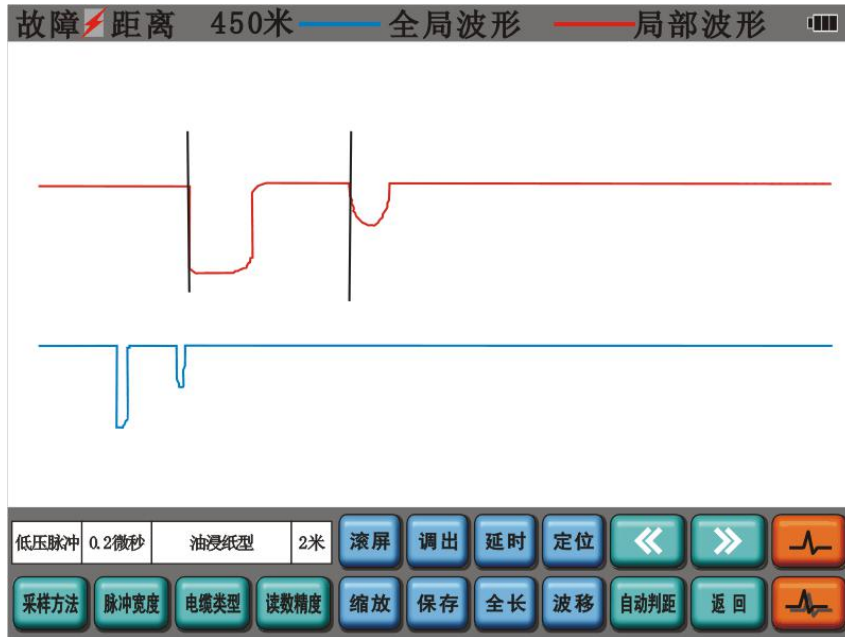 故障距离 450米 全局波形 局部波形
低压脉冲 0.2微秒 油浸纸型 2米 滚屏 调出 延时 定位
采样方法 脉冲宽度 电缆类型 读数精度 缩放 保存 全长 波移 自动判距 返回